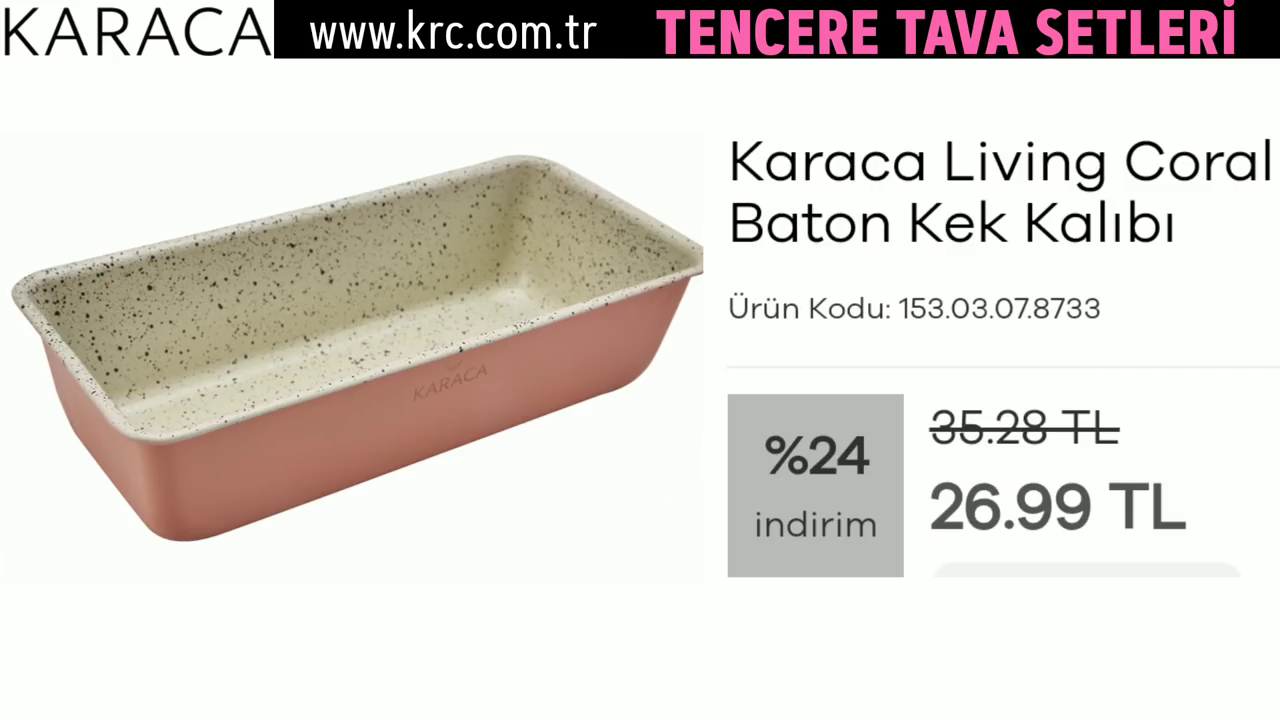 KARACA
www.krc.com.tr
TENCERE TAVA SETLERİ
Karaca Living Coral
Baton Kek Kalıbı
Ürün Kodu: 153.03.07.8733
KARACA
%24
indirim
35.28 TL
26.99 TL